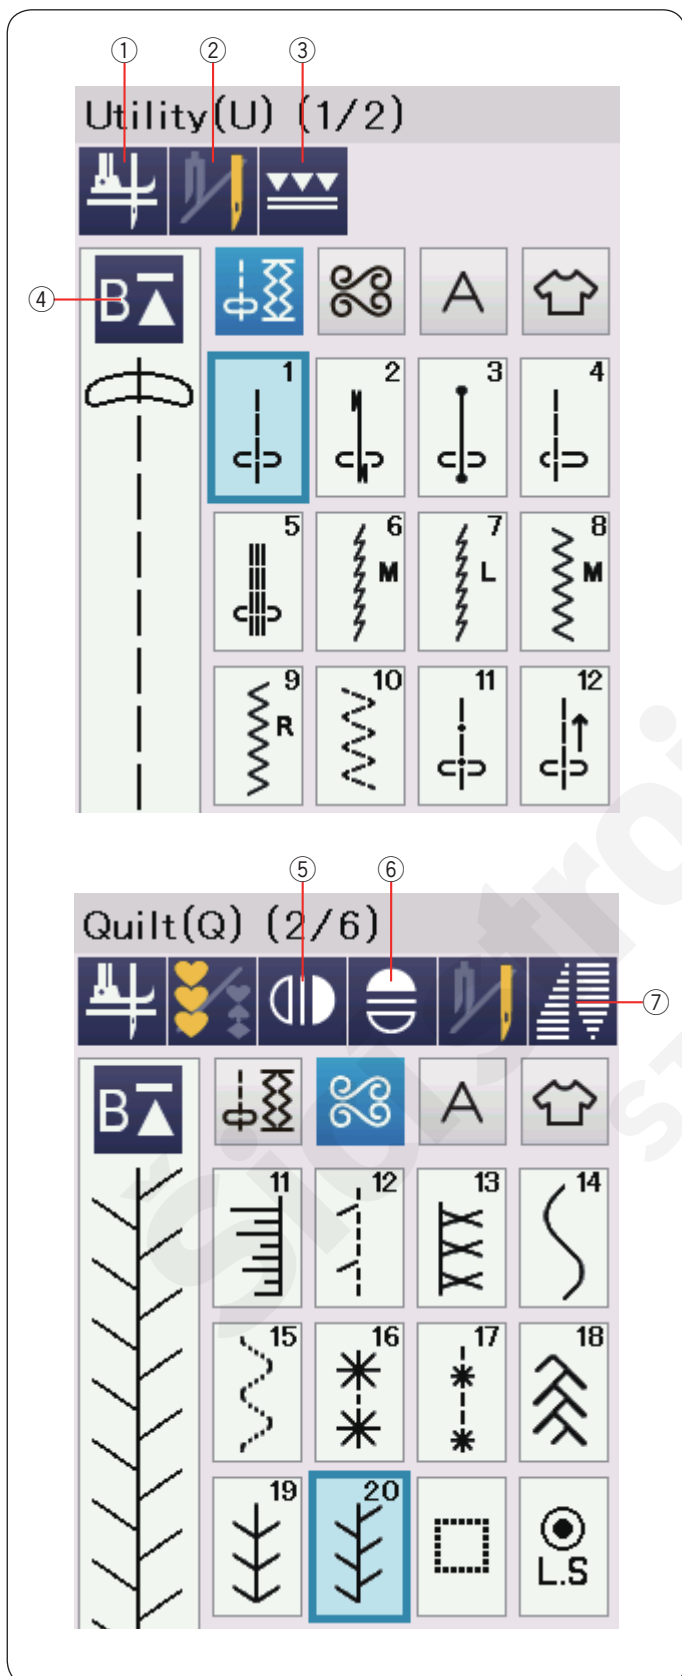 ① ② ③
Utility(U) (1/2)
④
B
A
1 2 3 4
5 6 7 8
M L M
9 10 11 12
R
⑤ ⑥
Quilt(Q) (2/6)
⑦
B
A
11 12 13 14
15 16 17 18
19 20
L.S